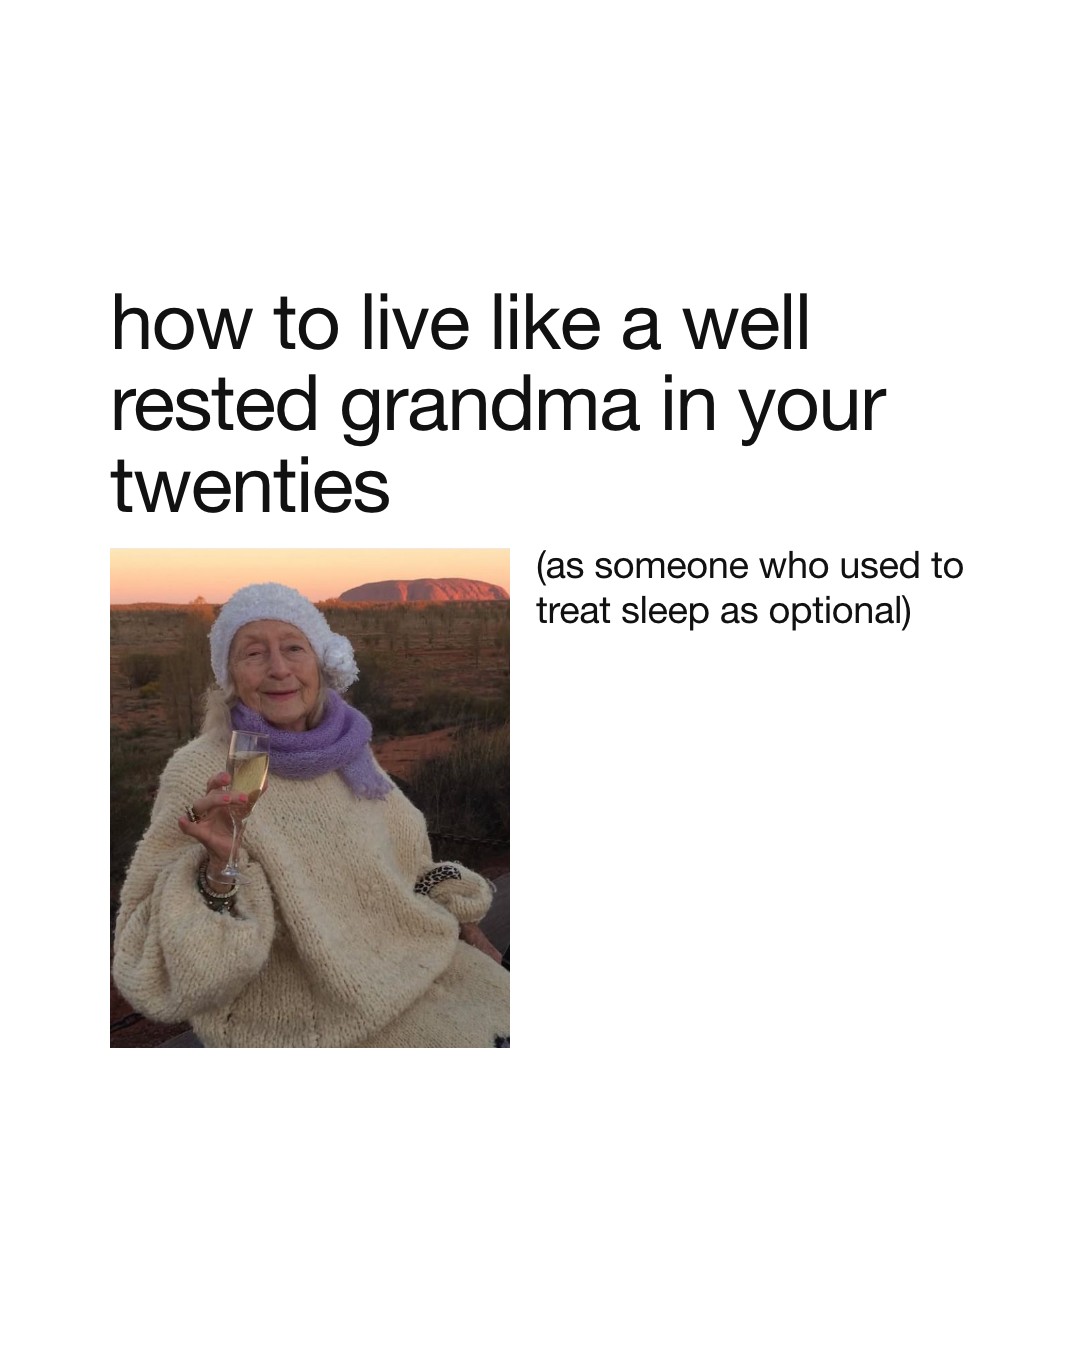 how to live like a well
rested grandma in your
twenties
(as someone who used to
treat sleep as optional)